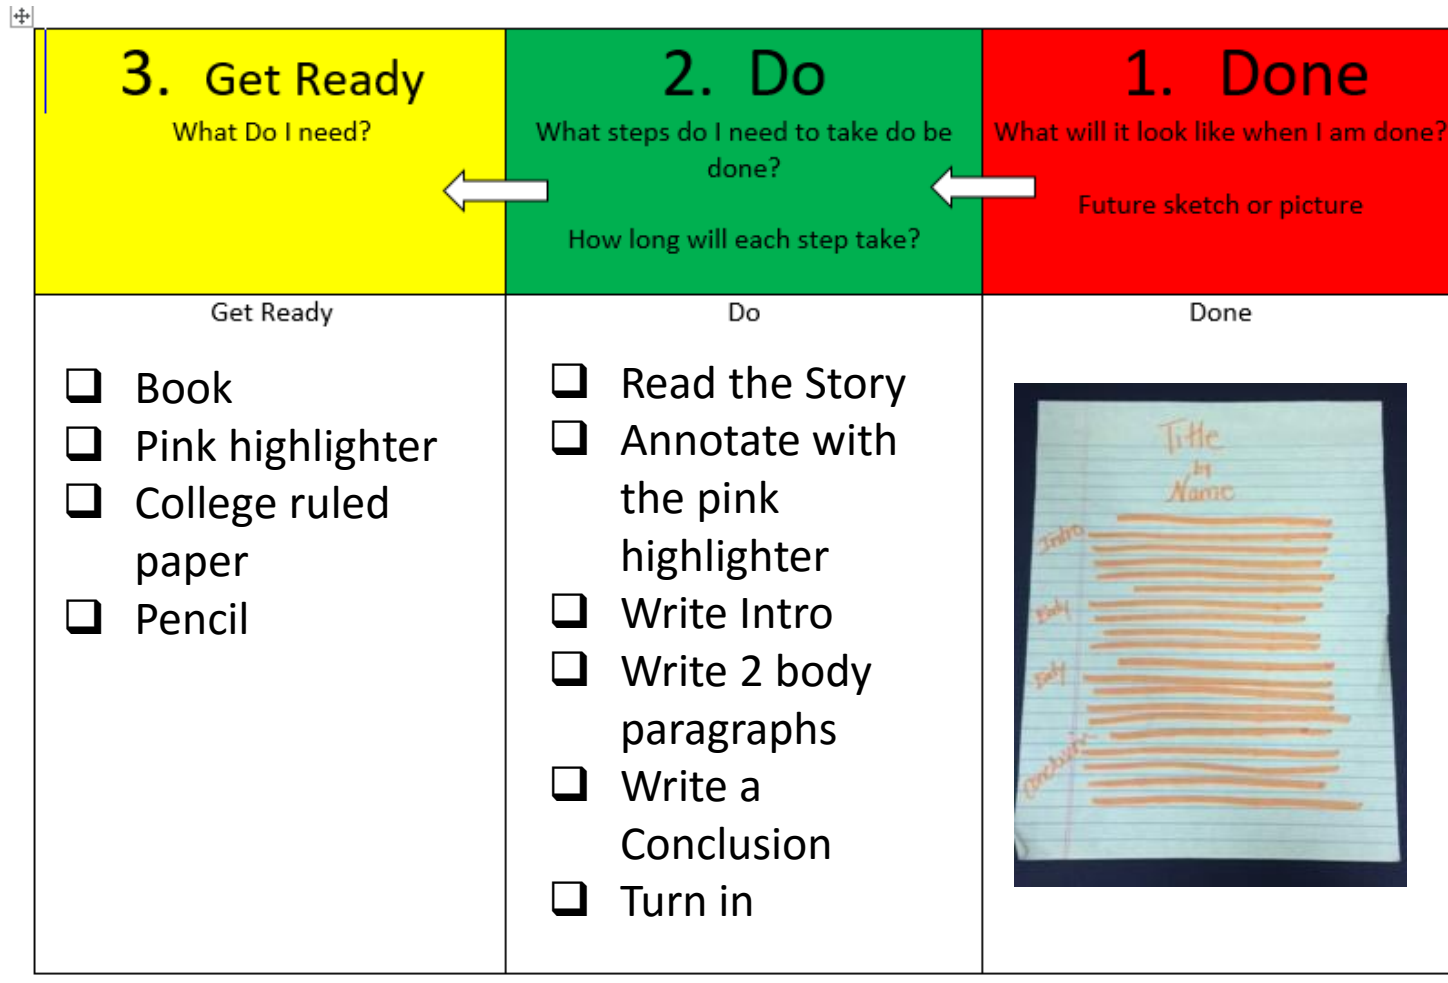 3. Get Ready
What Do I need?
2. Do
What steps do I need to take do be
done?
How long will each step take?
1. Done
What will it look like when I am done?
Future sketch or picture
Get Ready
Book
Pink highlighter
College ruled
paper
Pencil
Do
Read the Story
Annotate with
the pink
highlighter
Write Intro
Write 2 body
paragraphs
Write a
Conclusion
Turn in
Done
Title
by
Name
Intro
Body
Body
Conclusion